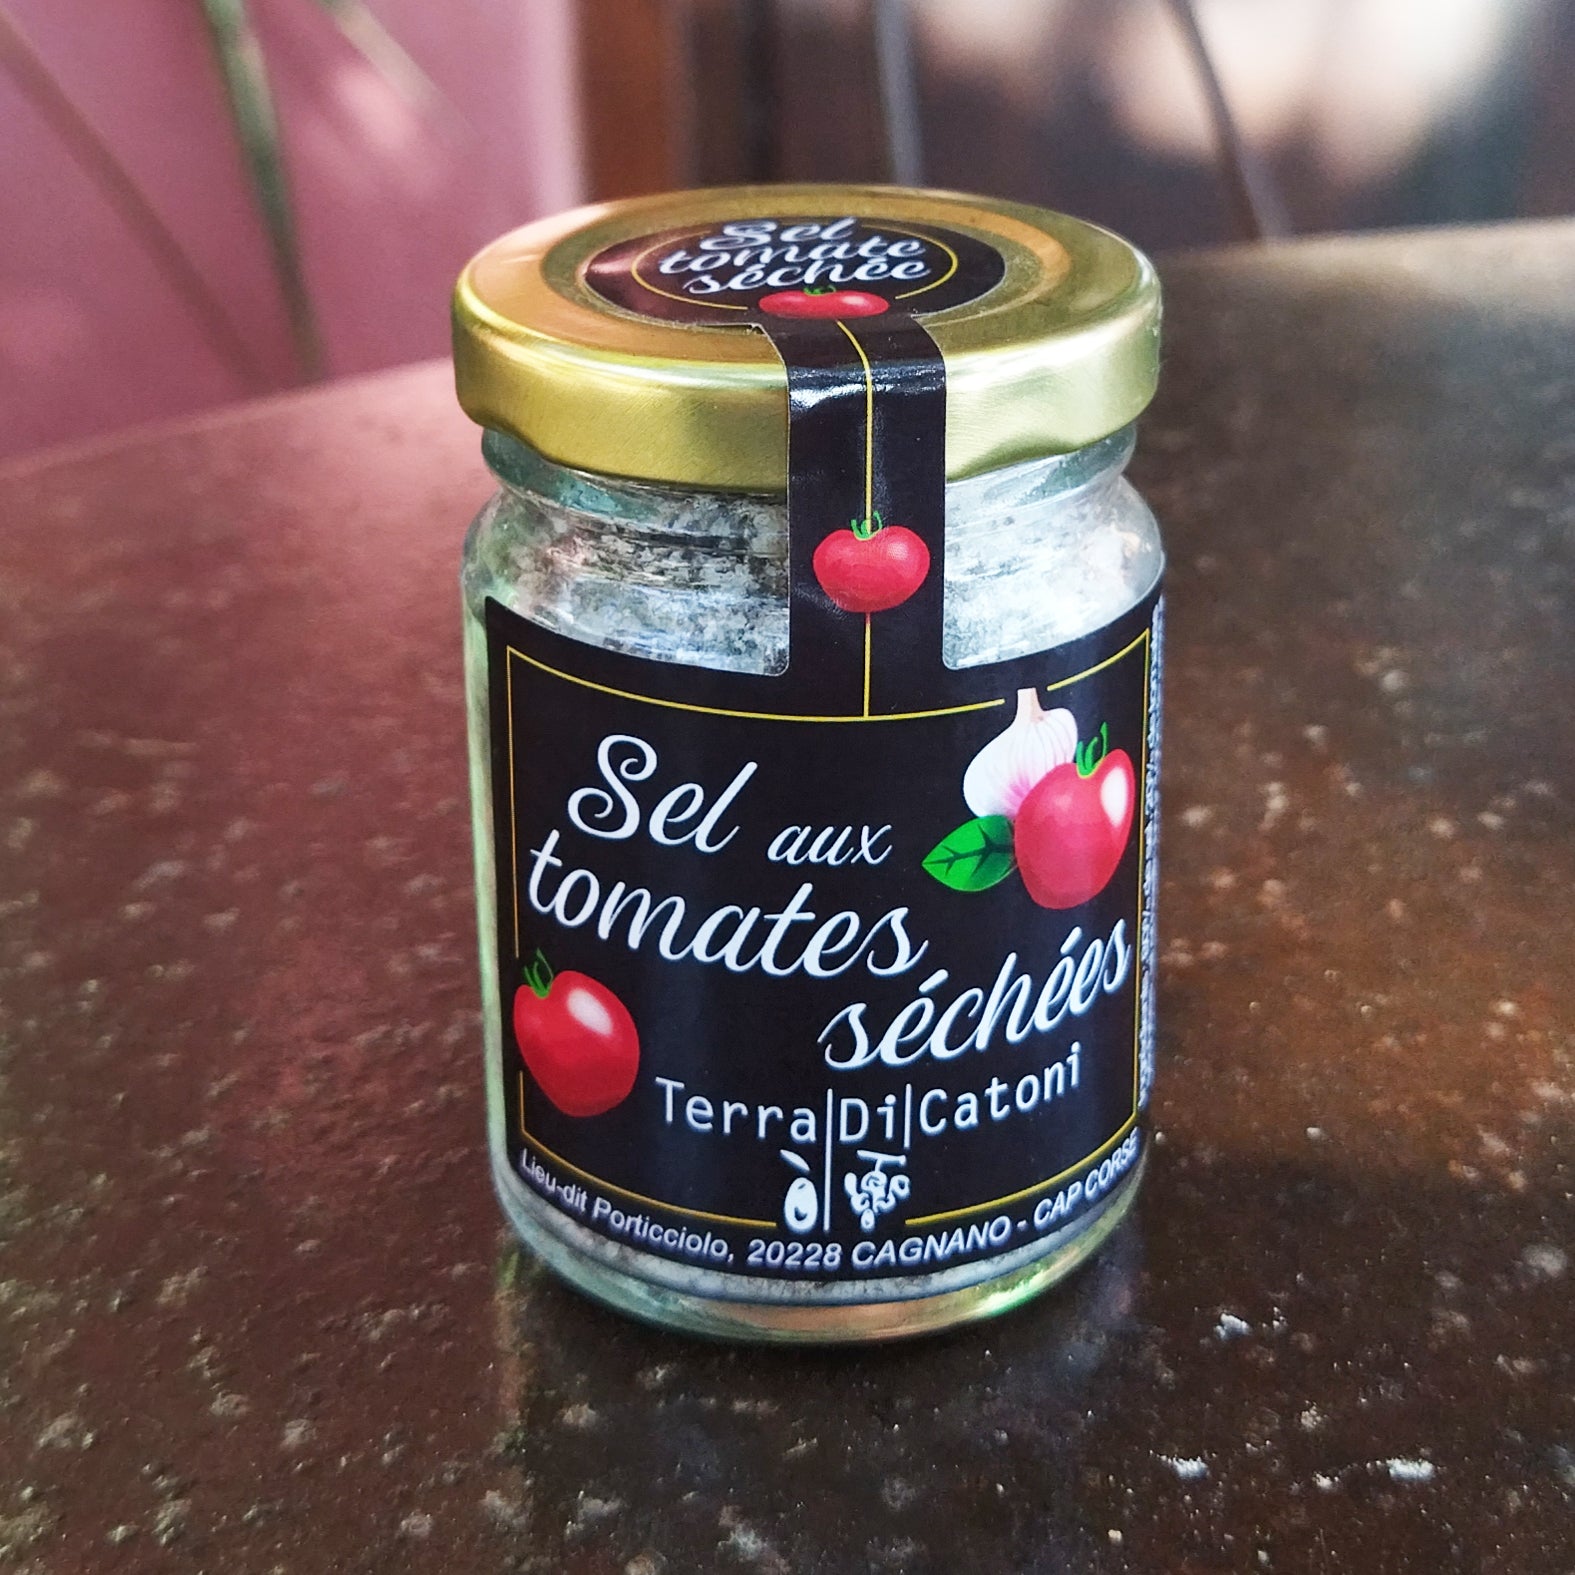 Sel
tomate
séchée
Sel aux
tomates
séchées
Terra|Di|Catoni
Lieu-dit Porticciolo, 20228 CAGNANO - CAP CORSE